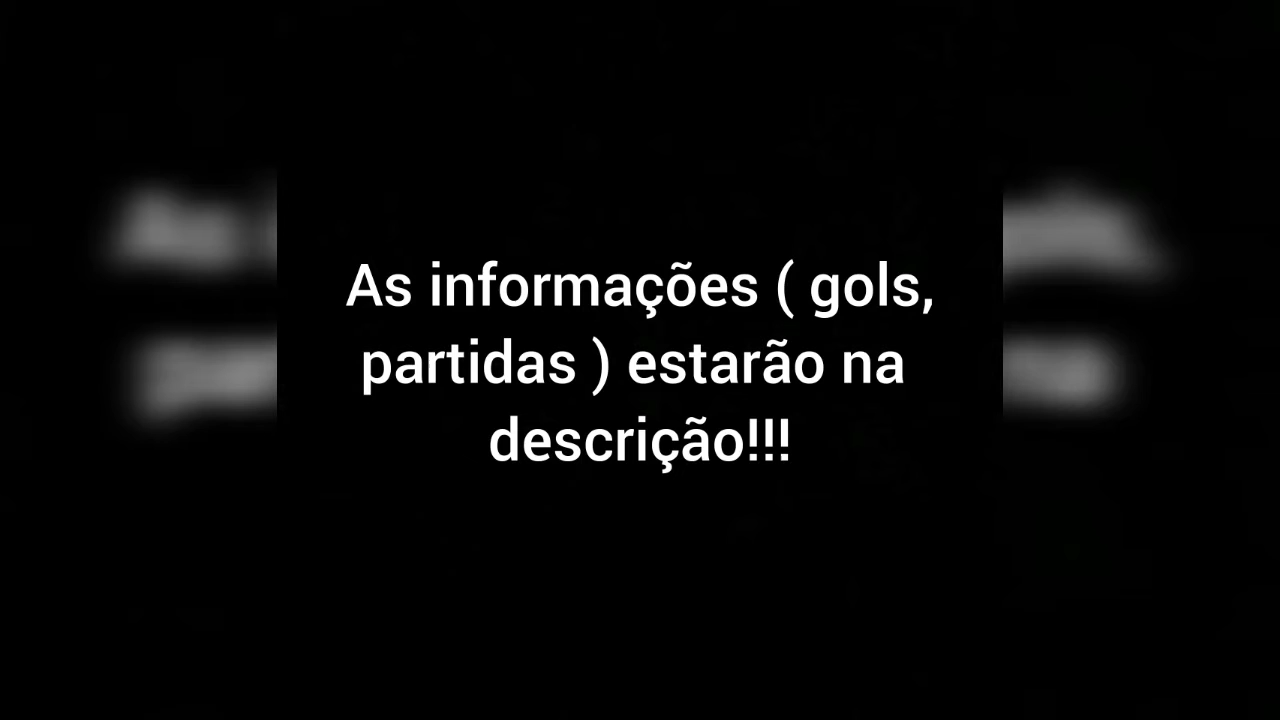 As informações ( gols,
partidas ) estarão na
descrição!!!